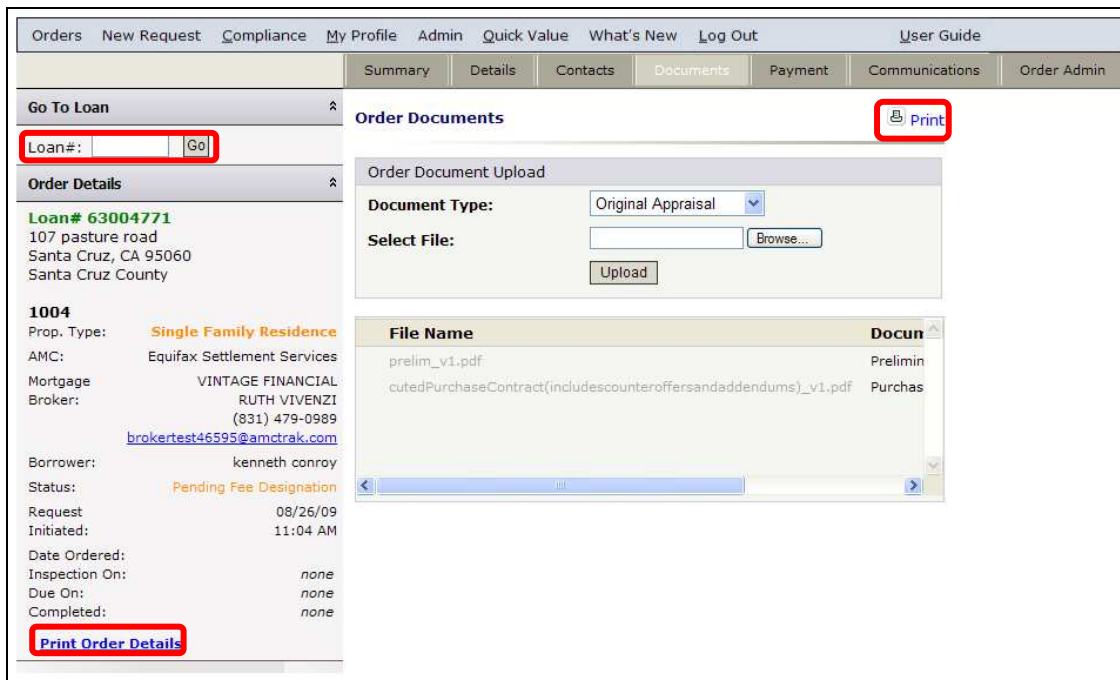 Orders New Request Compliance My Profile Admin Quick Value What's New Log Out User Guide
Summary Details Contacts Documents Payment Communications Order Admin
Go To Loan
Loan#: Go
Order Details
Loan# 63004771
107 pasture road
Santa Cruz, CA 95060
Santa Cruz County
1004
Prop. Type: Single Family Residence
AMC: Equifax Settlement Services
Mortgage VINTAGE FINANCIAL
Broker: RUTH VIVENZI
(831) 479-0989
brokertest46595@amctrak.com
Borrower: kenneth conroy
Status: Pending Fee Designation
Request 08/26/09
Initiated: 11:04 AM
Date Ordered:
Inspection On: none
Due On: none
Completed: none
Print Order Details
Order Documents
Print
Order Document Upload
Document Type: Original Appraisal
Select File: Browse...
Upload
File Name Docum
prelim_v1.pdf Prelimin
cutedPurchaseContract(includescounteroffersandaddendums)_v1.pdf Purchas